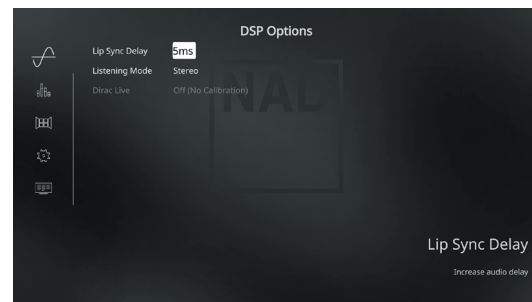 DSP Options
Lip Sync Delay 5ms
Listening Mode Stereo
Dirac Live Off (No Calibration)
NAD
Lip Sync Delay
Increase audio delay